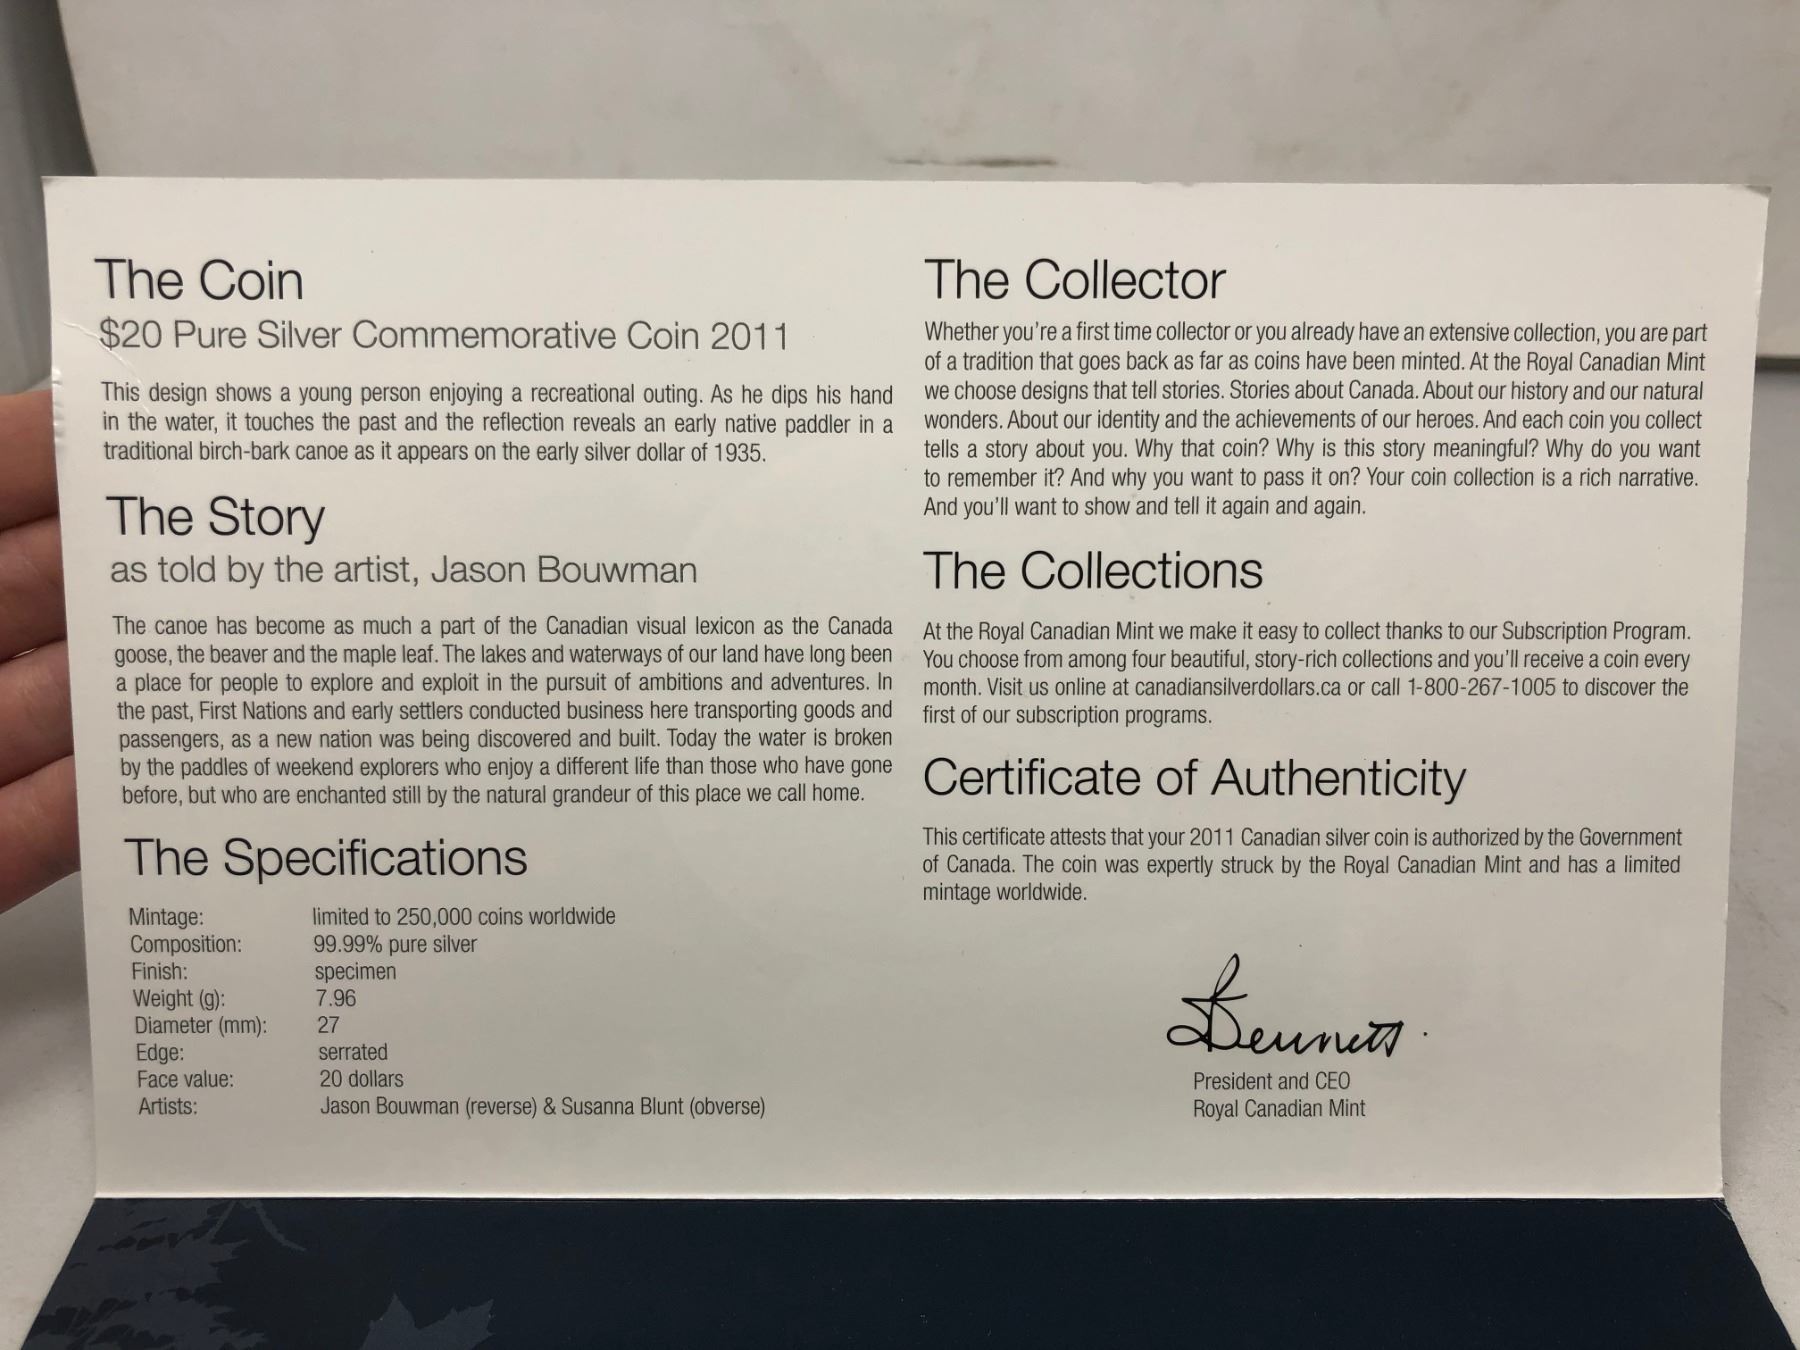 The Coin
$20 Pure Silver Commemorative Coin 2011
This design shows a young person enjoying a recreational outing. As he dips his hand
in the water, it touches the past and the reflection reveals an early native paddler in a
traditional birch-bark canoe as it appears on the early silver dollar of 1935.
The Story
as told by the artist, Jason Bouwman
The canoe has become as much a part of the Canadian visual lexicon as the Canada
goose, the beaver and the maple leaf. The lakes and waterways of our land have long been
a place for people to explore and exploit in the pursuit of ambitions and adventures. In
the past, First Nations and early settlers conducted business here transporting goods and
passengers, as a new nation was being discovered and built. Today the water is broken
by the paddles of weekend explorers who enjoy a different life than those who have gone
before, but who are enchanted still by the natural grandeur of this place we call home.
The Specifications
Mintage: limited to 250,000 coins worldwide
Composition: 99.99% pure silver
Finish: specimen
Weight (g): 7.96
Diameter (mm): 27
Edge: serrated
Face value: 20 dollars
Artists: Jason Bouwman (reverse) & Susanna Blunt (obverse)
The Collector
Whether you're a first time collector or you already have an extensive collection, you are part
of a tradition that goes back as far as coins have been minted. At the Royal Canadian Mint
we choose designs that tell stories. Stories about Canada. About our history and our natural
wonders. About our identity and the achievements of our heroes. And each coin you collect
tells a story about you. Why that coin? Why is this story meaningful? Why do you want
to remember it? And why you want to pass it on? Your coin collection is a rich narrative.
And you'll want to show and tell it again and again.
The Collections
At the Royal Canadian Mint we make it easy to collect thanks to our Subscription Program.
You choose from among four beautiful, story-rich collections and you'll receive a coin every
month. Visit us online at canadiansilverdollars.ca or call 1-800-267-1005 to discover the
first of our subscription programs.
Certificate of Authenticity
This certificate attests that your 2011 Canadian silver coin is authorized by the Government
of Canada. The coin was expertly struck by the Royal Canadian Mint and has a limited
mintage worldwide.
Bennett
President and CEO
Royal Canadian Mint